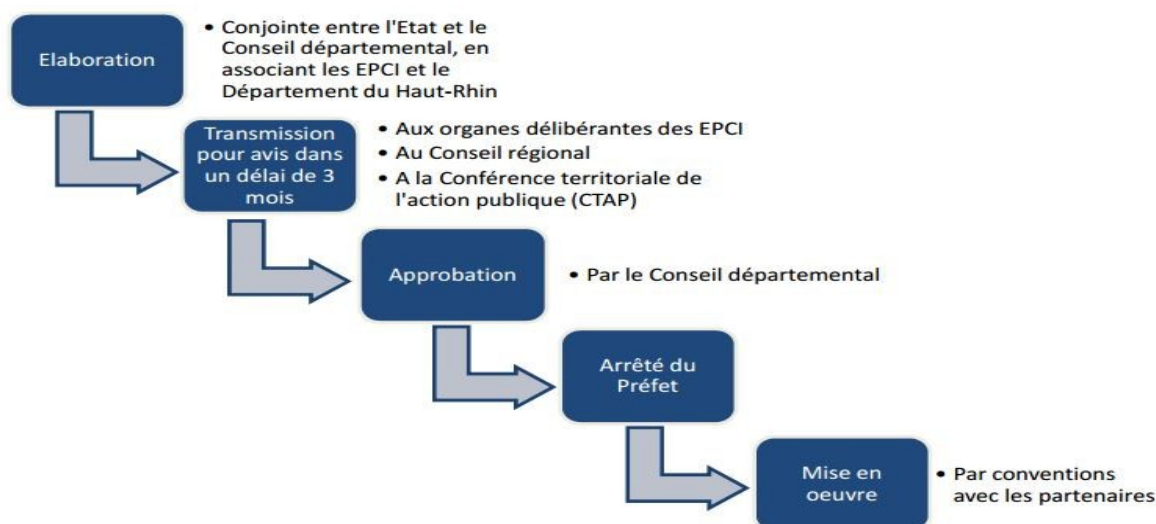 Elaboration
• Conjointe entre l'Etat et le
Conseil départemental, en
associant les EPCI et le
Département du Haut-Rhin
Transmission
pour avis dans
un délai de 3
mois
• Aux organes délibérantes des EPCI
• Au Conseil régional
• A la Conférence territoriale de
l'action publique (CTAP)
Approbation
• Par le Conseil départemental
Arrêté du
Préfet
Mise en
oeuvre
• Par conventions
avec les partenaires